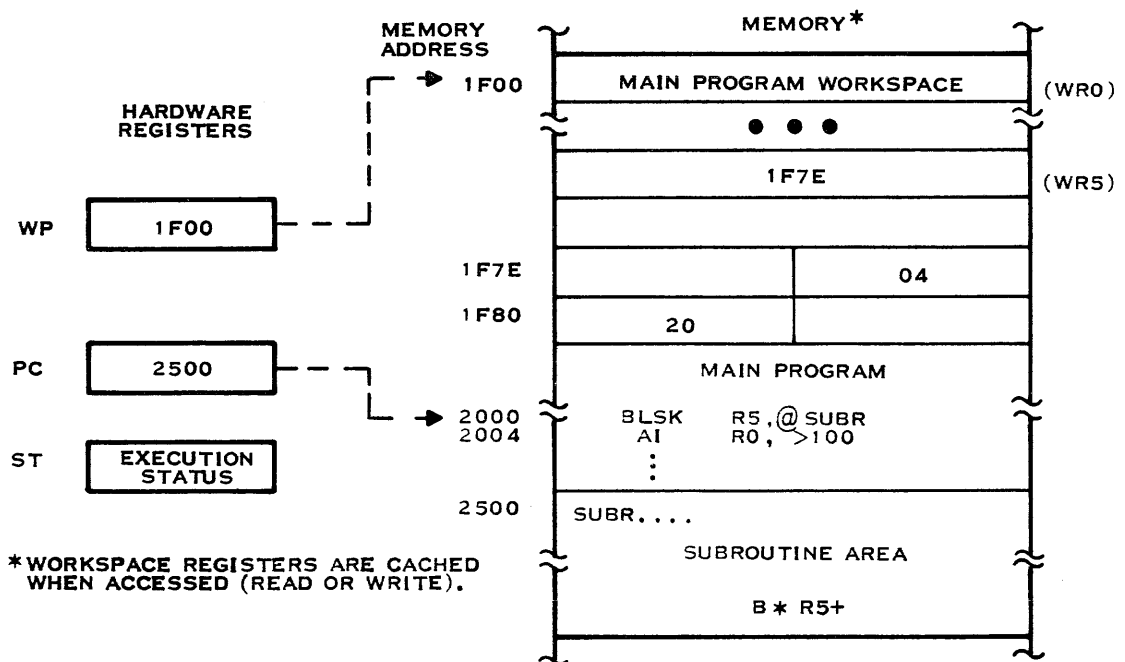 MEMORY*
MEMORY
ADDRESS
1F00
MAIN PROGRAM WORKSPACE
(WR0)
HARDWARE
REGISTERS
● ● ●
1F7E
(WR5)
WP
1F00
1F7E
04
1F80
20
PC
2500
MAIN PROGRAM
2000
BLSK R5,@SUBR
2004
AI R0, >100
ST
EXECUTION
STATUS
2500
SUBR....
SUBROUTINE AREA
*WORKSPACE REGISTERS ARE CACHED
WHEN ACCESSED (READ OR WRITE).
B * R5+